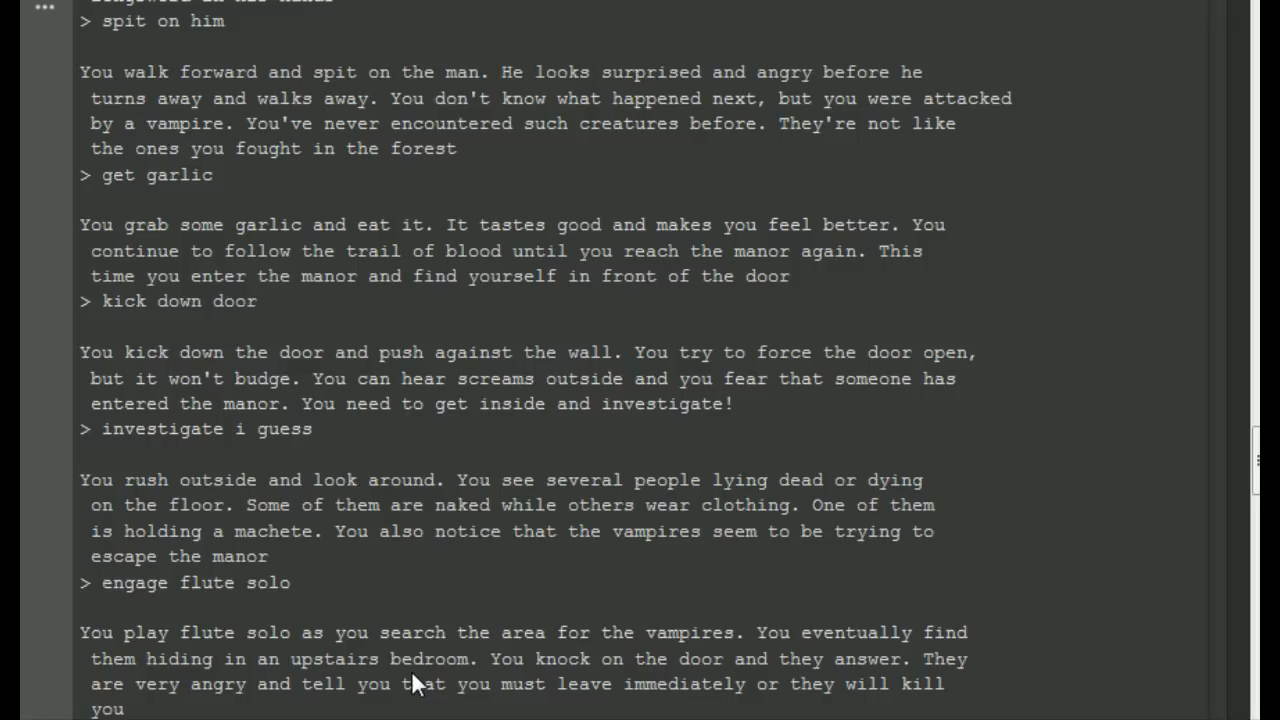 > spit on him
You walk forward and spit on the man. He looks surprised and angry before he
turns away and walks away. You don't know what happened next, but you were attacked
by a vampire. You've never encountered such creatures before. They're not like
the ones you fought in the forest
> get garlic
You grab some garlic and eat it. It tastes good and makes you feel better. You
continue to follow the trail of blood until you reach the manor again. This
time you enter the manor and find yourself in front of the door
> kick down door
You kick down the door and push against the wall. You try to force the door open,
but it won't budge. You can hear screams outside and you fear that someone has
entered the manor. You need to get inside and investigate!
> investigate i guess
You rush outside and look around. You see several people lying dead or dying
on the floor. Some of them are naked while others wear clothing. One of them
is holding a machete. You also notice that the vampires seem to be trying to
escape the manor
> engage flute solo
You play flute solo as you search the area for the vampires. You eventually find
them hiding in an upstairs bedroom. You knock on the door and they answer. They
are very angry and tell you that you must leave immediately or they will kill
you